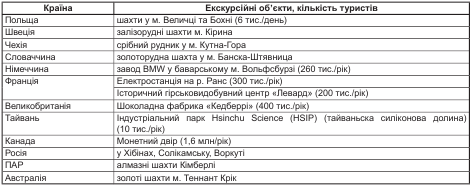 Країна Екскурсійні об'єкти, кількість туристів
Польща шахти у м. Величці та Бохні (6 тис./день)
Швеція залізорудні шахти м. Кірина
Чехія срібний рудник у м. Кутна-Гора
Словаччина золоторудна шахта у м. Банска-Штявница
Німеччина завод BMW у баварському м. Вольфсбурзі (260 тис./рік)
Франція Електростанція на р. Ранс (300 тис./рік)
Історичний гірськовидобувний центр «Левард» (200 тис./рік)
Великобританія Шоколадна фабрика «Кедберрі» (400 тис./рік)
Тайвань Індустріальний парк Hsinchu Science (HSIP) (тайваньська силіконова долина)
(10 тис./рік)
Канада Монетний двір (1,6 млн/рік)
Росія у Хібінах, Солікамську, Воркуті
ПАР алмазні шахти Кімберлі
Австралія золоті шахти м. Теннант Крік